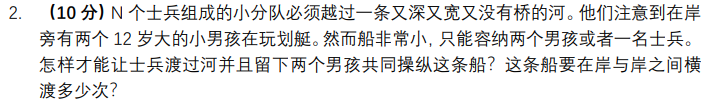 2. (10 分) N 个士兵组成的小分队必须越过一条又深又宽又没有桥的河。他们注意到在岸
旁有两个 12 岁大的小男孩在玩划艇。然而船非常小, 只能容纳两个男孩或者一名士兵。
怎样才能让士兵渡过河并且留下两个男孩共同操纵这条船？这条船要在岸与岸之间横
渡多少次？